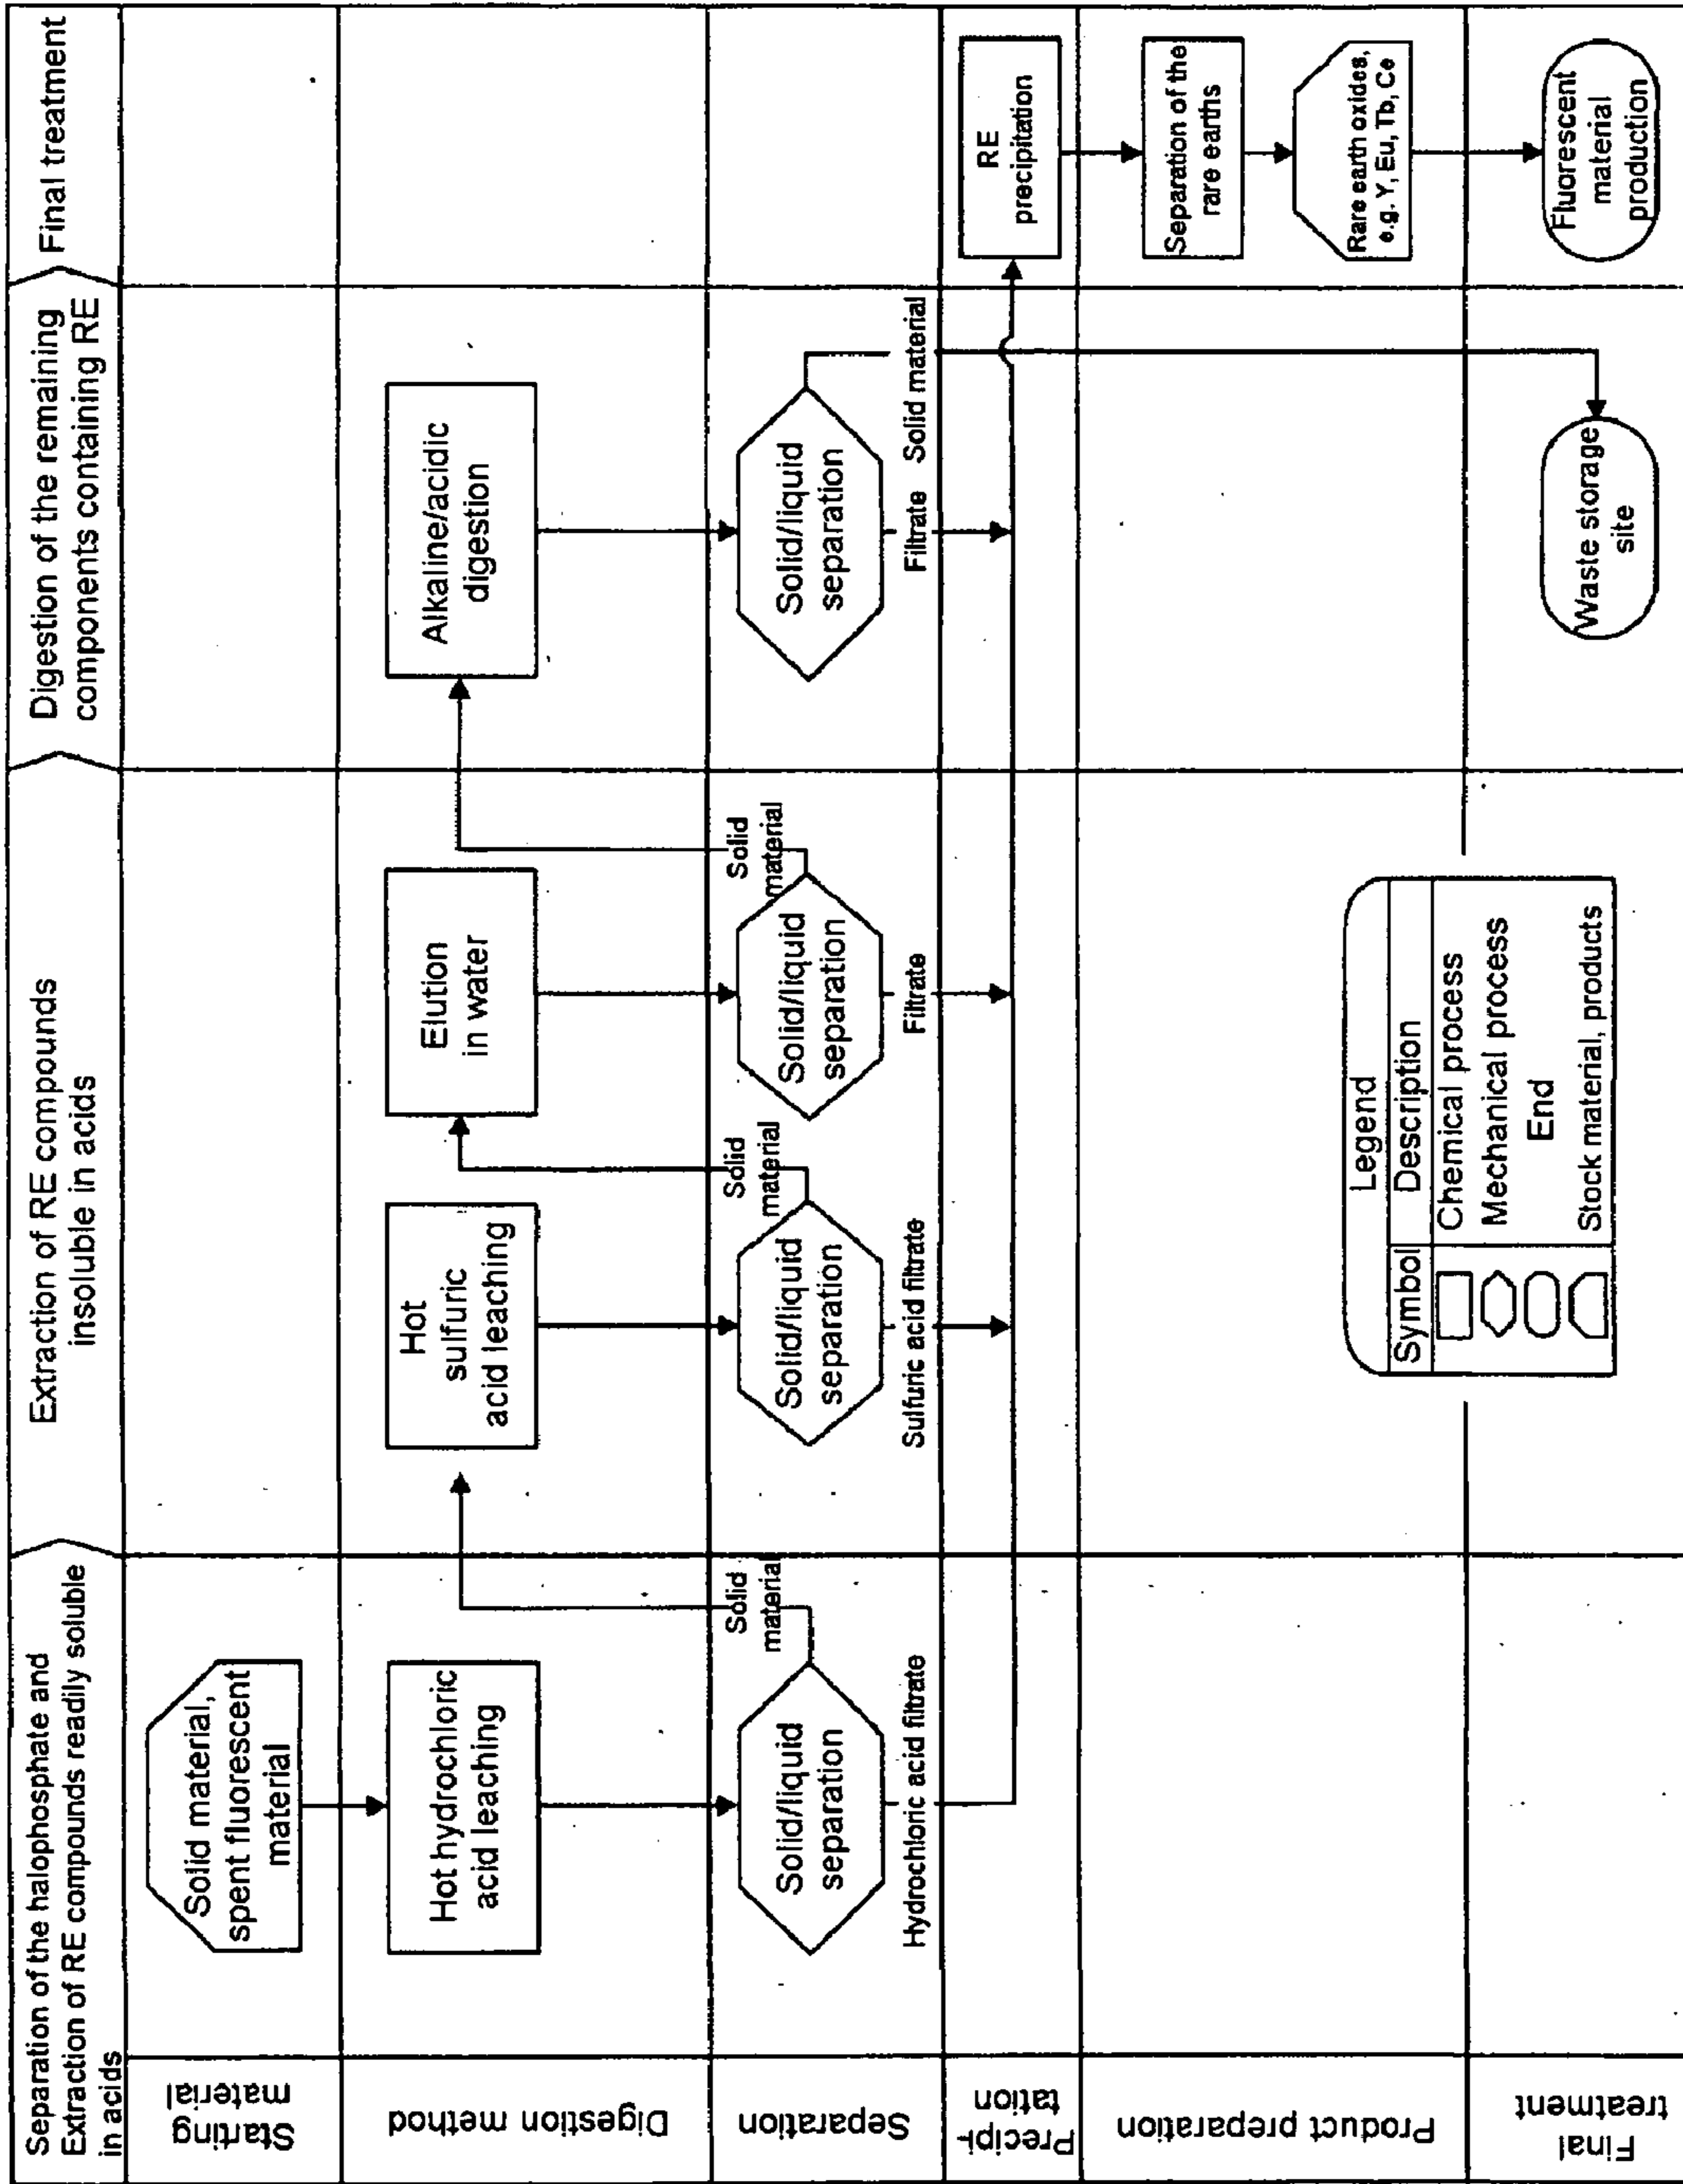 Separation of the halophosphate and
Extraction of RE compounds readily soluble
in acids
Extraction of RE compounds
insoluble in acids
Digestion of the remaining
components containing RE
Final treatment
Starting
material
Solid material,
spent fluorescent
material
Digestion method
Hot hydrochloric
acid leaching
Hot
sulfuric
acid leaching
Elution
in water
Alkaline/acidic
digestion
Separation
Solid
material
Solid
material
Solid
material
Solid/liquid
separation
Solid/liquid
separation
Solid/liquid
separation
Solid/liquid
separation
Hydrochloric acid filtrate
Sulfuric acid filtrate
Filtrate
Filtrate
Solid material
Precipi-
tation
RE
precipitation
Product preparation
Separation of the
rare earths
Rare earth oxides,
e.g. Y, Eu, Tb, Ce
Final
treatment
Waste storage
site
Fluorescent
material
production
Legend
Symbol Description
Chemical process
Mechanical process
End
Stock material, products